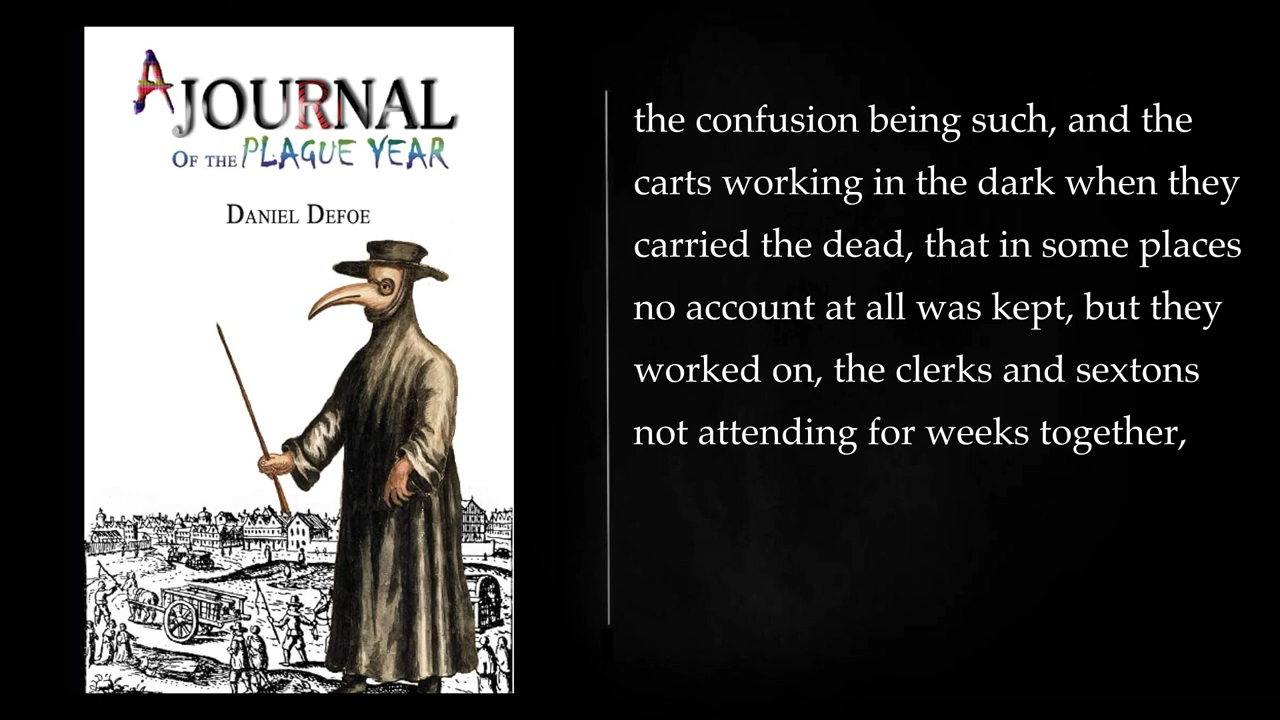 A JOURNAL
OF THE PLAGUE YEAR
DANIEL DEFOE
the confusion being such, and the
carts working in the dark when they
carried the dead, that in some places
no account at all was kept, but they
worked on, the clerks and sextons
not attending for weeks together,